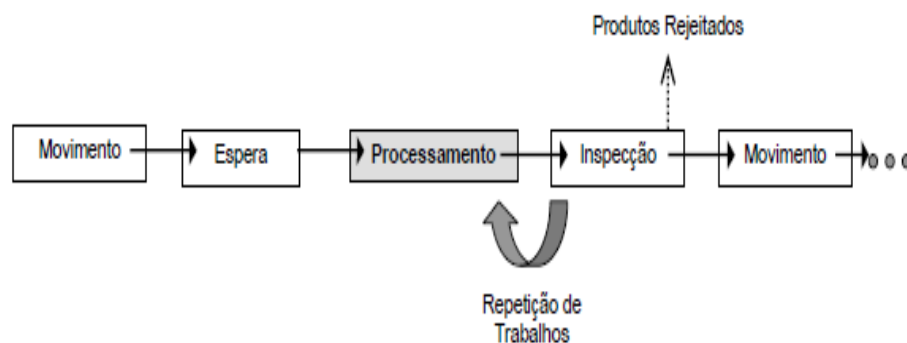 Produtos Rejeitados
Movimento
Espera
Processamento
Inspecção
Movimento
Repetição de
Trabalhos